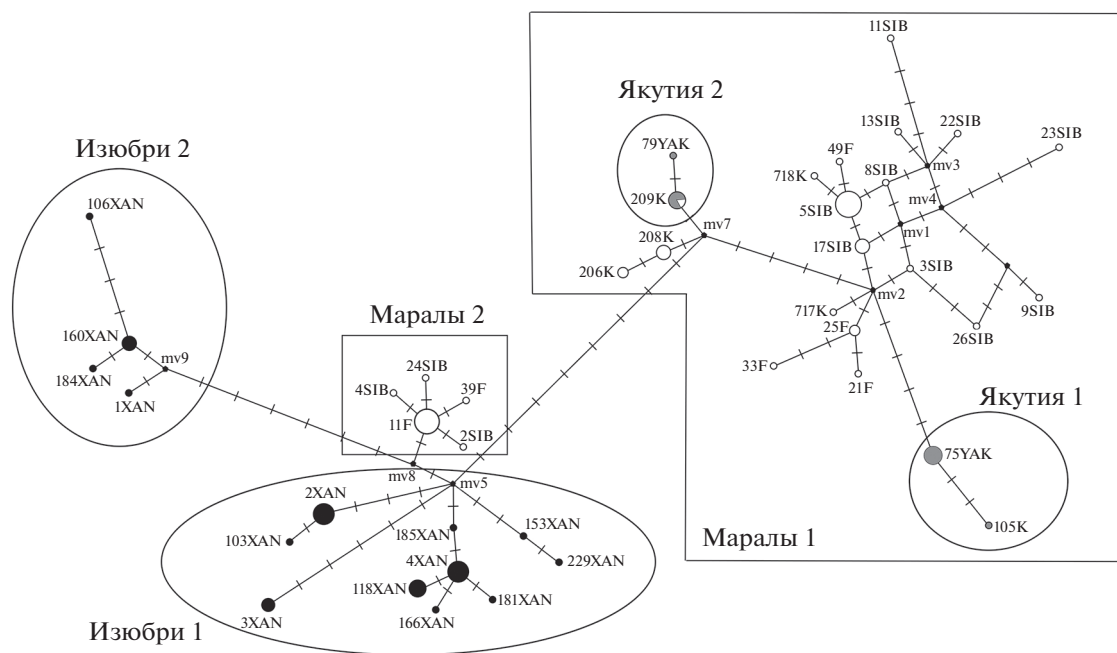 11SIB
Якутия 2
13SIB
22SIB
23SIB
79YAK
49F
718K
8SIB
mv3
Изюбри 2
209K
5SIB
mv4
106XAN
mv7
mv1
208K
17SIB
206K
3SIB
mv2
717K
9SIB
26SIB
25F
Маралы 2
160XAN
mv9
24SIB
33F
21F
184XAN
4SIB
39F
1XAN
11F
2SIB
Якутия 1
mv8
75YAK
mv5
2XAN
103XAN
185XAN
153XAN
105K
Маралы 1
4XAN
229XAN
118XAN
181XAN
3XAN
166XAN
Изюбри 1